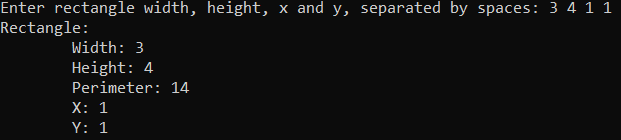 Enter rectangle width, height, x and y, separated by spaces: 3 4 1 1
Rectangle:
        Width: 3
        Height: 4
        Perimeter: 14
        X: 1
        Y: 1